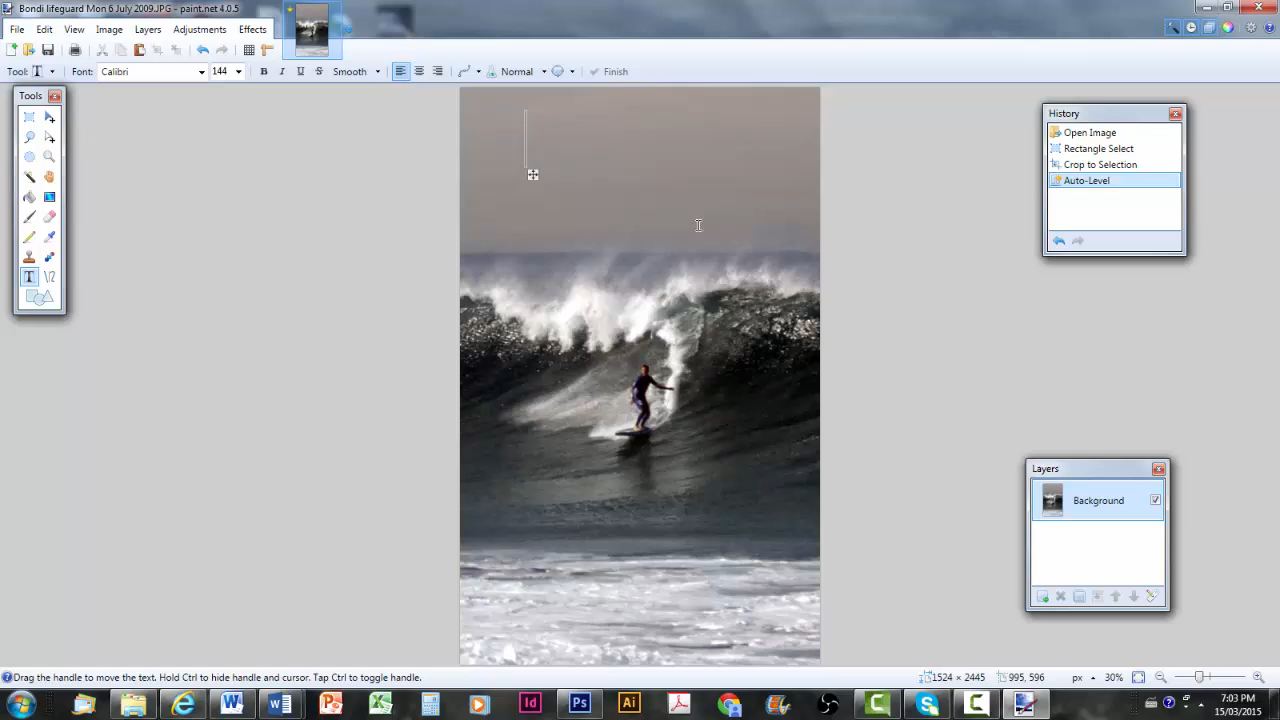 Bondi lifeguard Mon 6 July 2009.JPG - paint.net 4.0.5
File Edit View Image Layers Adjustments Effects
Tool: T Font: Calibri 144 B I U S Smooth Normal Finish
Tools
History
Open Image
Rectangle Select
Crop to Selection
Auto-Level
Layers
Background
Drag the handle to move the text. Hold Ctrl to hide handle and cursor. Tap Ctrl to toggle handle.
1524 × 2445 995, 596 px 30%
7:03 PM
15/03/2015